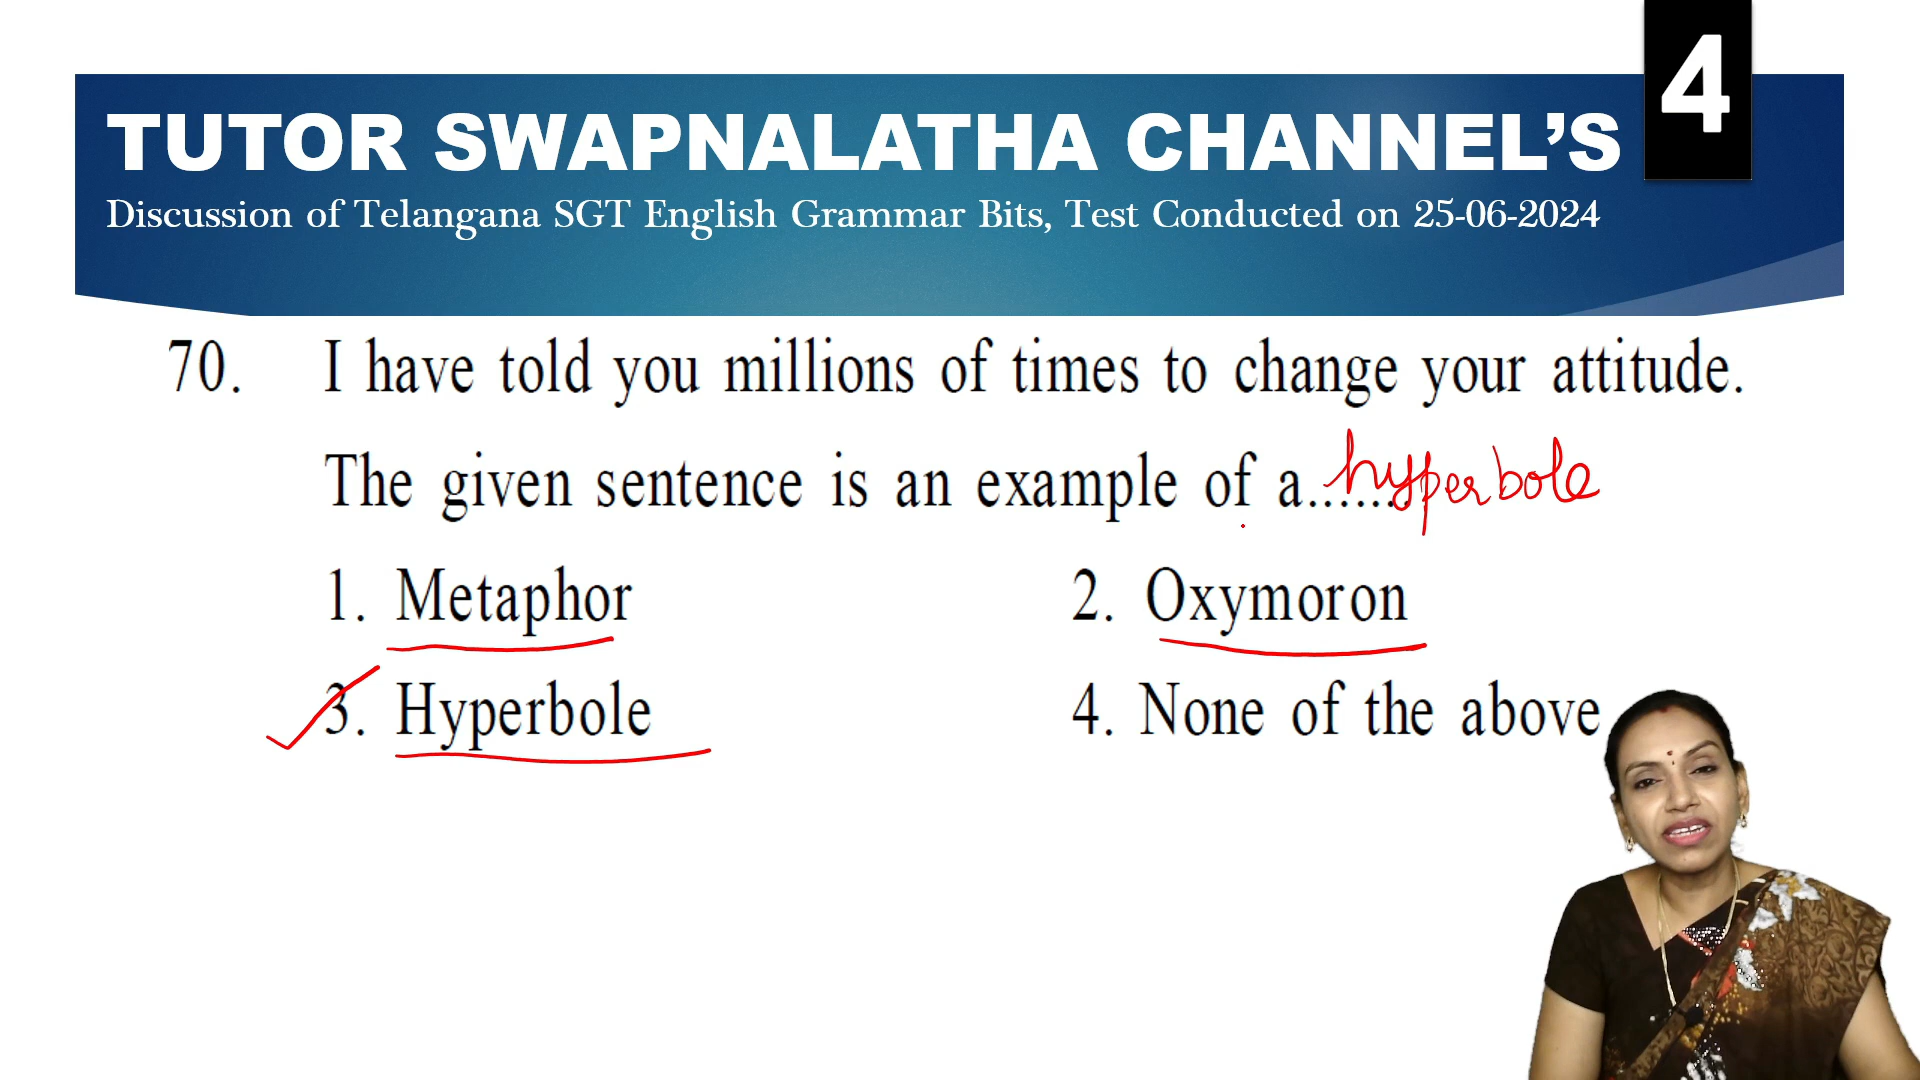 4
TUTOR SWAPNALATHA CHANNEL’S
Discussion of Telangana SGT English Grammar Bits, Test Conducted on 25-06-2024
70. I have told you millions of times to change your attitude.
The given sentence is an example of a....... hyperbole
1. Metaphor 2. Oxymoron
3. Hyperbole 4. None of the above